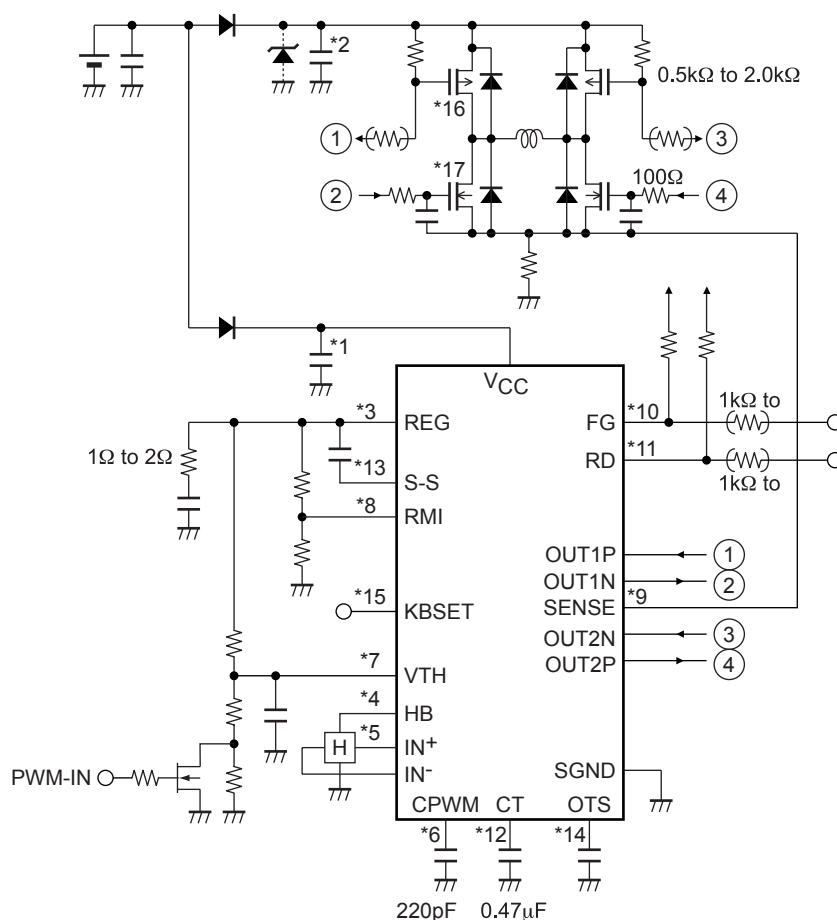 *2
*16
0.5kΩ to 2.0kΩ
1
3
*17
100Ω
2
4
*1
VCC
*3
REG
FG
*10
1kΩ to
1Ω to 2Ω
*13
S-S
RD
*11
1kΩ to
*8
RMI
OUT1P
1
OUT1N
2
*15
KBSET
SENSE
*9
OUT2N
3
*7
VTH
OUT2P
4
*4
HB
*5
H
IN+
IN-
PWM-IN
SGND
CPWM
CT
OTS
*6
*12
*14
220pF
0.47µF